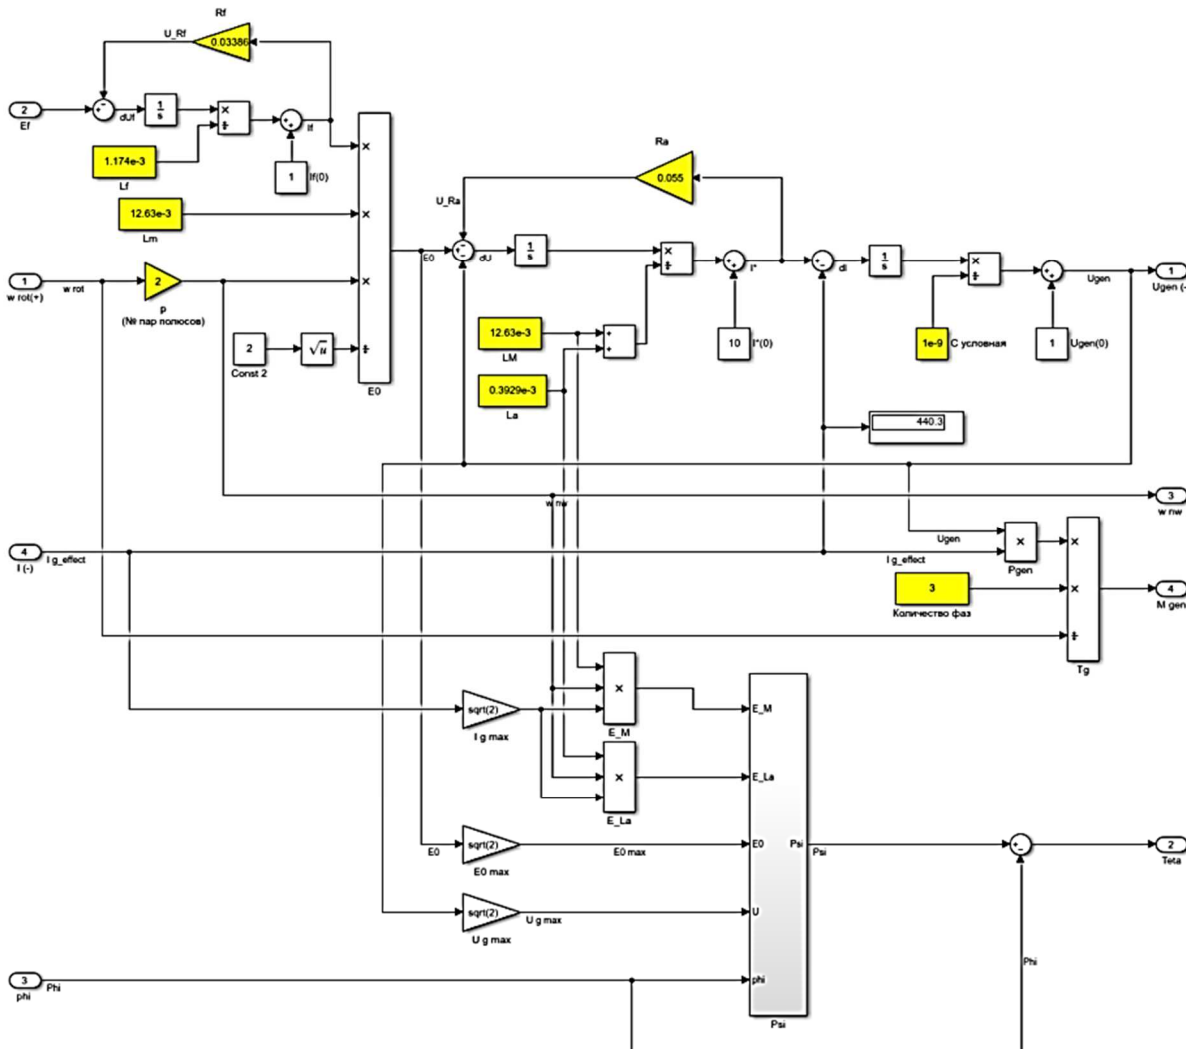 Rf
U_Rf
0.03386
2
Ef
dUf
1
s
×
÷
If
1.174e-3
Lf
1
If(0)
×
12.63e-3
Lm
×
1
w rot(+)
w rot
2
p
(№ пар полюсов)
×
2
Const 2
√u
÷
E0
Ra
0.055
U_Ra
E0
dU
1
s
×
÷
I*
dI
1
s
×
÷
Ugen
1
Ugen (-
12.63e-3
LM
+
+
10
I*(0)
1e-9
C условная
1
Ugen(0)
0.3929e-3
La
440.3
w nw
3
w nw
4
I (-)
I g_effect
Ugen
I g_effect
×
Pgen
×
3
Количество фаз
×
÷
Tg
4
M gen
sqrt(2)
I g max
×
E_M
E_M
×
E_La
E_La
E0
sqrt(2)
E0 max
E0 max
E0
Psi
Psi
2
Teta
sqrt(2)
U g max
U g max
U
3
phi
Phi
phi
Psi
Phi